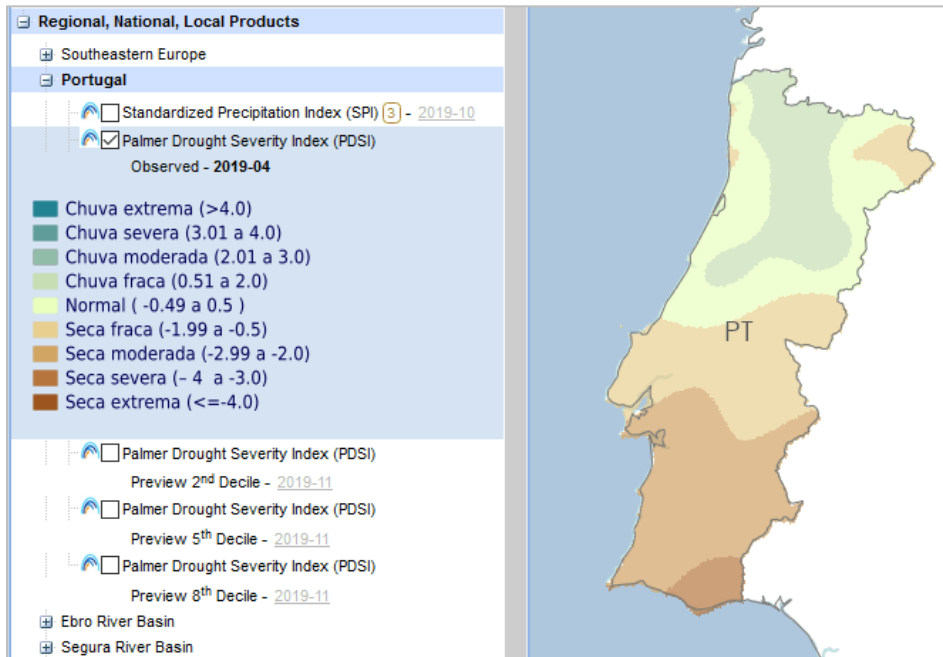 Regional, National, Local Products
Southeastern Europe
Portugal
Standardized Precipitation Index (SPI) 3 - 2019-10
Palmer Drought Severity Index (PDSI)
Observed - 2019-04
Chuva extrema (>4.0)
Chuva severa (3.01 a 4.0)
Chuva moderada (2.01 a 3.0)
Chuva fraca (0.51 a 2.0)
Normal ( -0.49 a 0.5 )
Seca fraca (-1.99 a -0.5)
Seca moderada (-2.99 a -2.0)
Seca severa (– 4 a -3.0)
Seca extrema (<=-4.0)
Palmer Drought Severity Index (PDSI)
Preview 2nd Decile - 2019-11
Palmer Drought Severity Index (PDSI)
Preview 5th Decile - 2019-11
Palmer Drought Severity Index (PDSI)
Preview 8th Decile - 2019-11
Ebro River Basin
Segura River Basin
PT